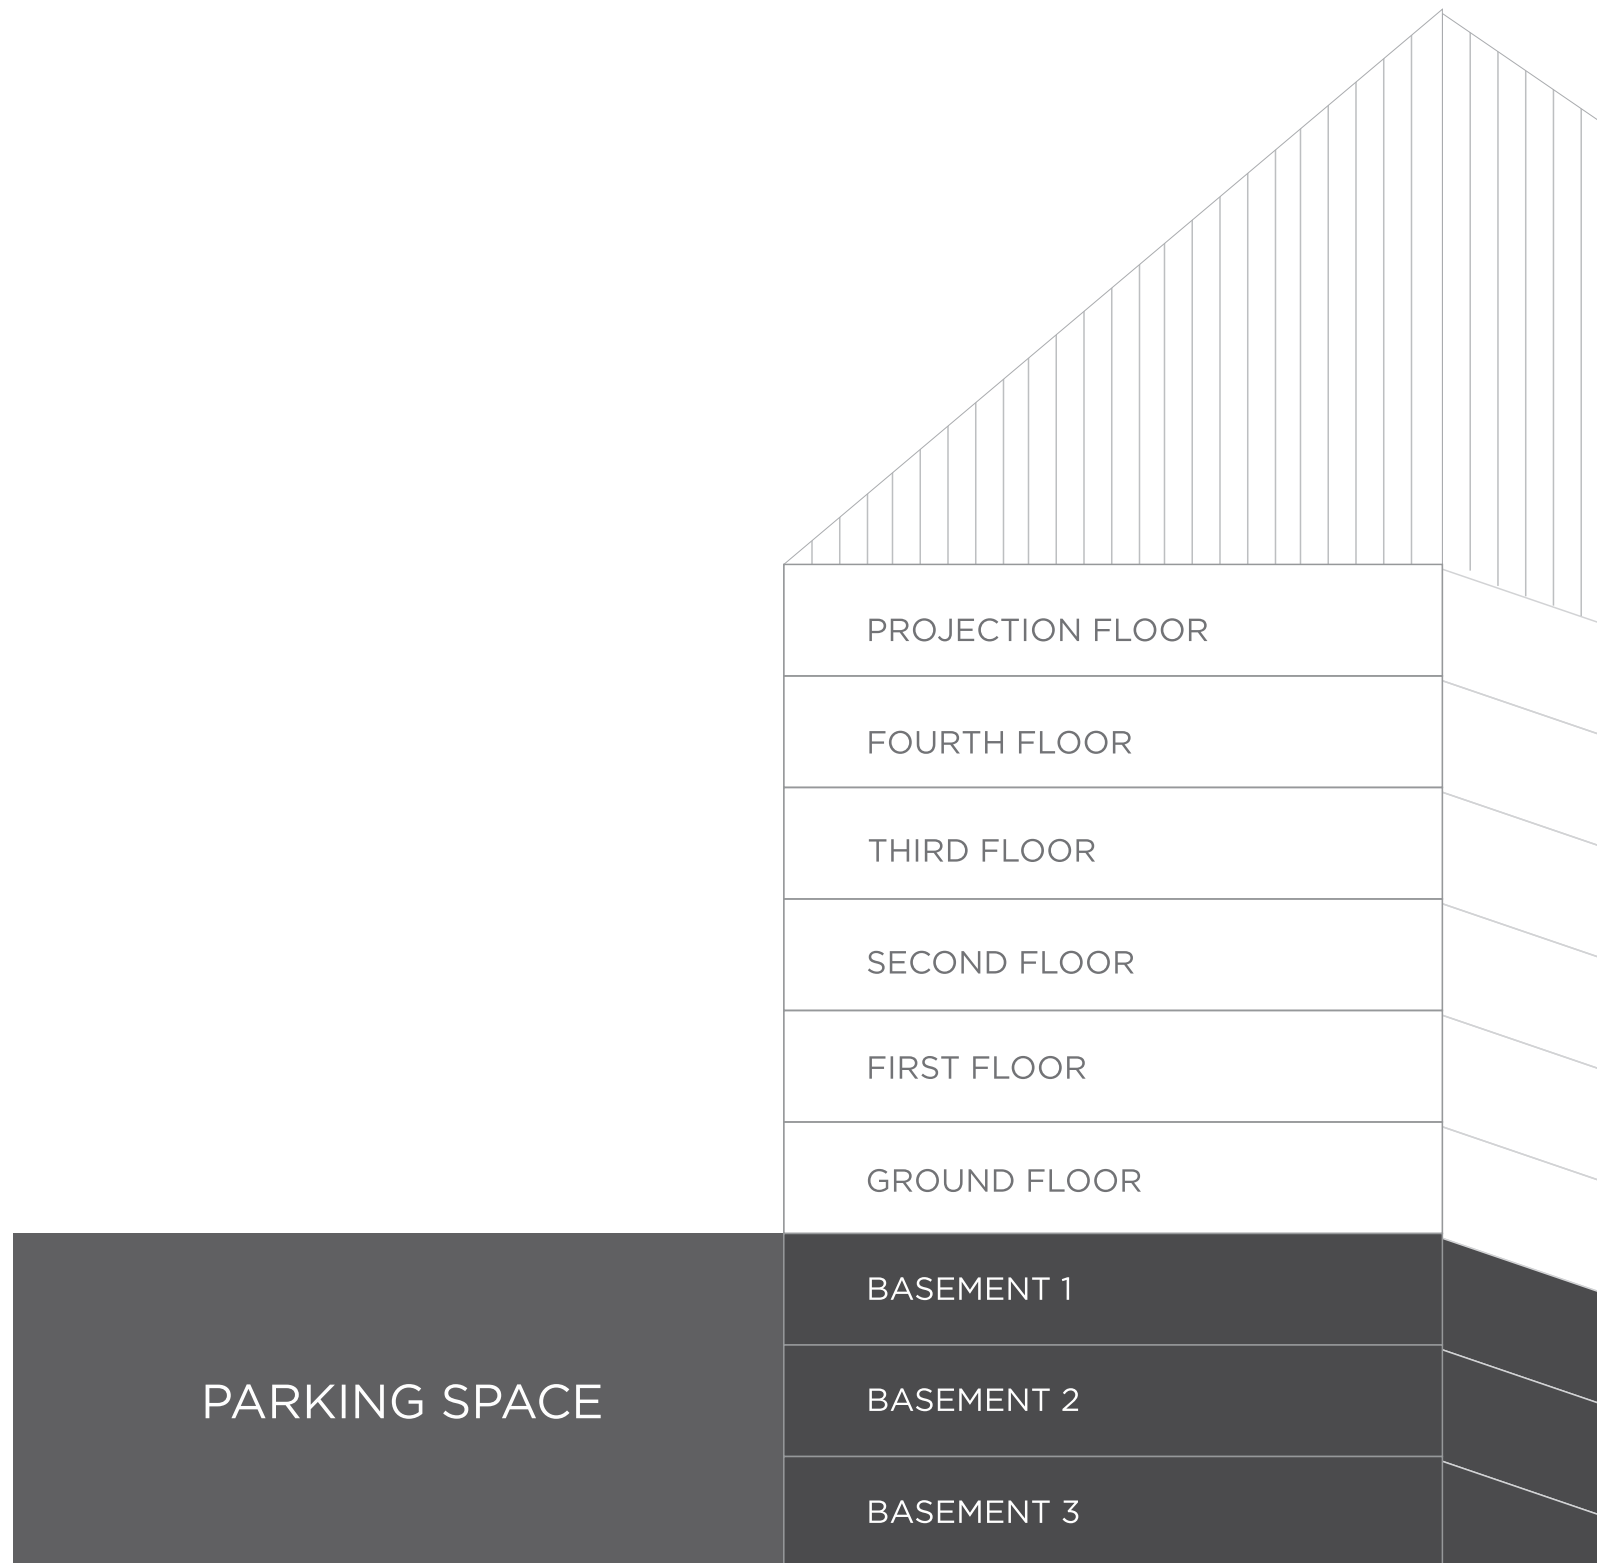 PROJECTION FLOOR
FOURTH FLOOR
THIRD FLOOR
SECOND FLOOR
FIRST FLOOR
GROUND FLOOR
BASEMENT 1
PARKING SPACE
BASEMENT 2
BASEMENT 3